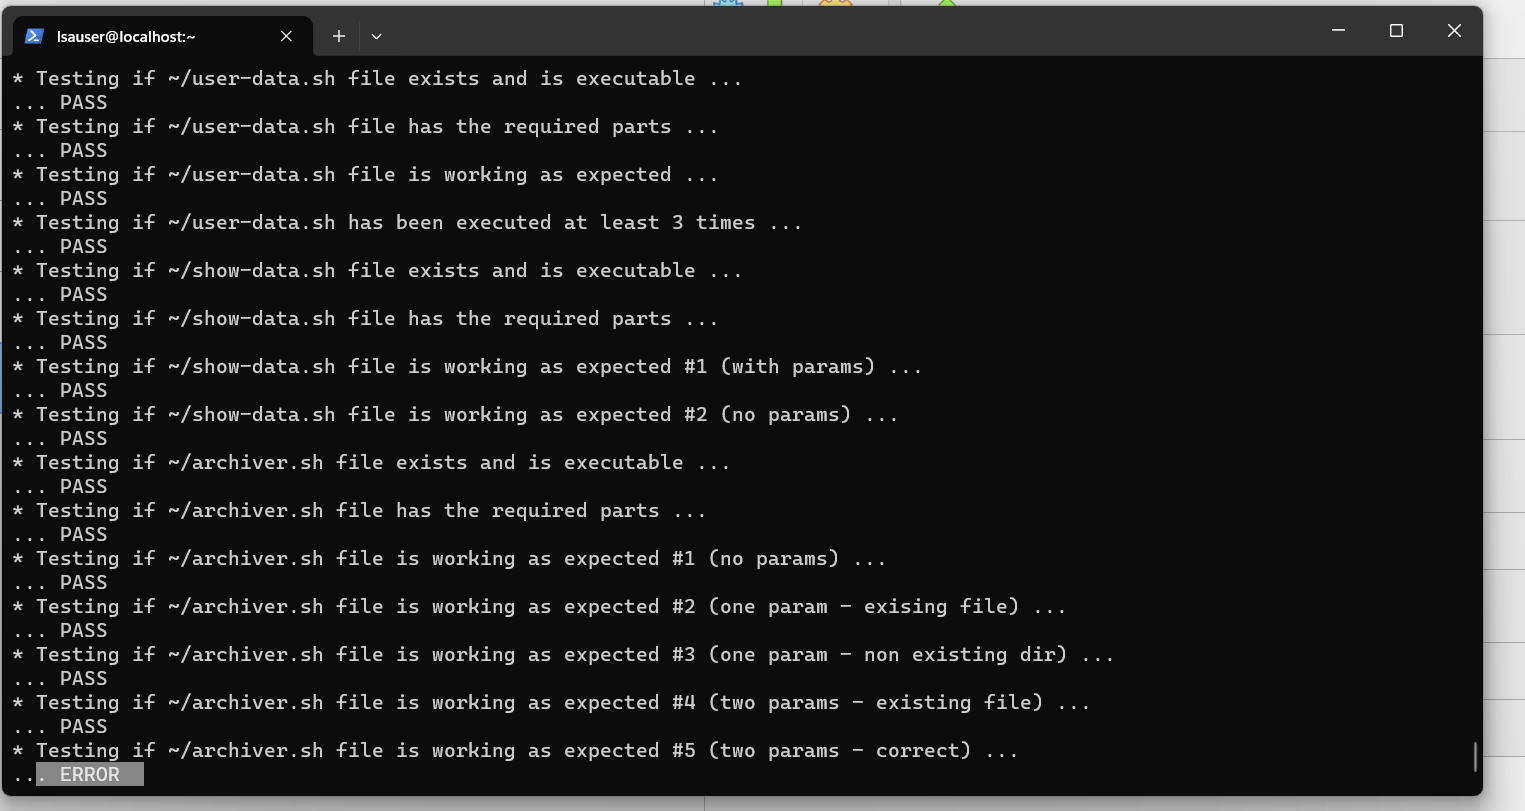 lsauser@localhost:~
* Testing if ~/user-data.sh file exists and is executable ...
... PASS
* Testing if ~/user-data.sh file has the required parts ...
... PASS
* Testing if ~/user-data.sh file is working as expected ...
... PASS
* Testing if ~/user-data.sh has been executed at least 3 times ...
... PASS
* Testing if ~/show-data.sh file exists and is executable ...
... PASS
* Testing if ~/show-data.sh file has the required parts ...
... PASS
* Testing if ~/show-data.sh file is working as expected #1 (with params) ...
... PASS
* Testing if ~/show-data.sh file is working as expected #2 (no params) ...
... PASS
* Testing if ~/archiver.sh file exists and is executable ...
... PASS
* Testing if ~/archiver.sh file has the required parts ...
... PASS
* Testing if ~/archiver.sh file is working as expected #1 (no params) ...
... PASS
* Testing if ~/archiver.sh file is working as expected #2 (one param - exising file) ...
... PASS
* Testing if ~/archiver.sh file is working as expected #3 (one param - non existing dir) ...
... PASS
* Testing if ~/archiver.sh file is working as expected #4 (two params - existing file) ...
... PASS
* Testing if ~/archiver.sh file is working as expected #5 (two params - correct) ...
... ERROR